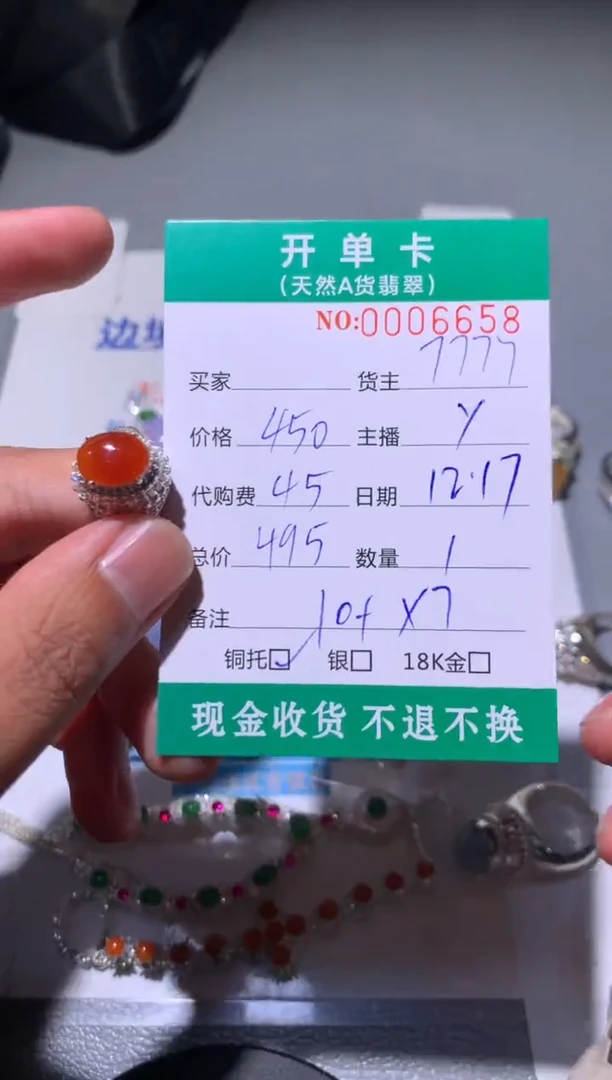 开单卡
(天然A货翡翠)
NO:0006658
买家 货主 7777
价格 450 主播 Y
代购费 45 日期 12.17
总价 495 数量 1
备注 10+ X7
铜托☑ 银□ 18K金□
现金收货 不退不换
边